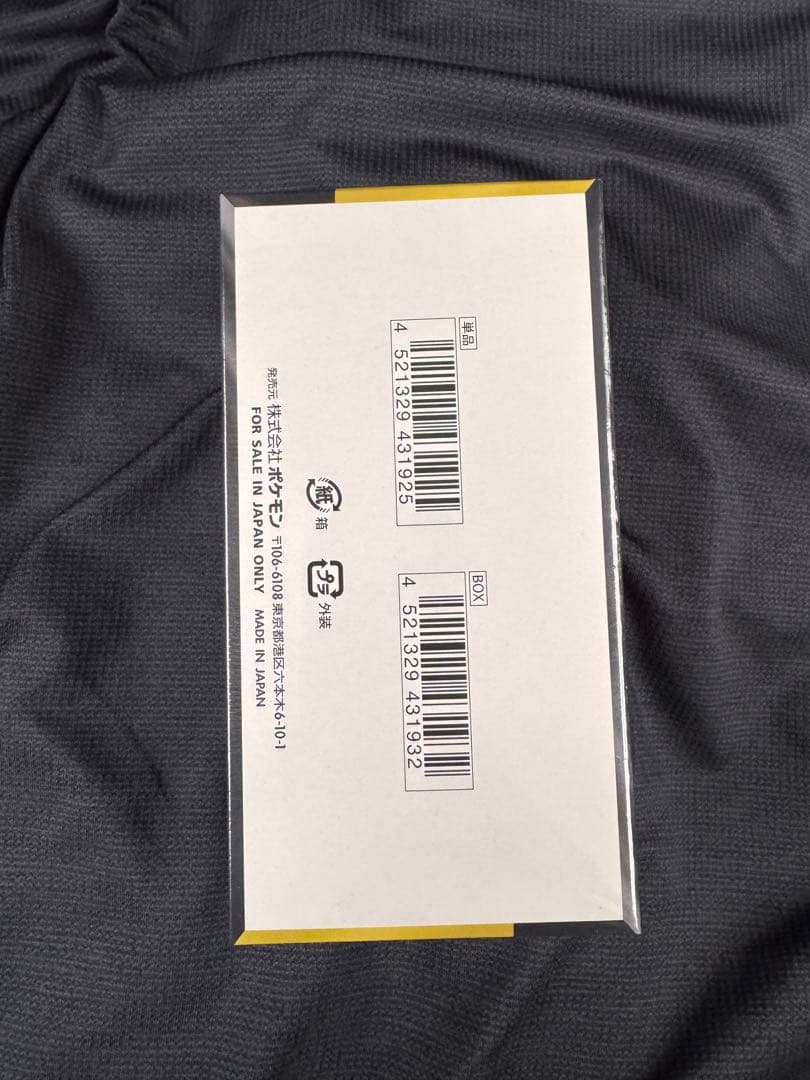 単品
4 521329 431925
BOX
4 521329 431932
紙
箱
プラ
外装
発売元 株式会社 ポケモン 〒106-6108 東京都港区六本木6-10-1
FOR SALE IN JAPAN ONLY MADE IN JAPAN